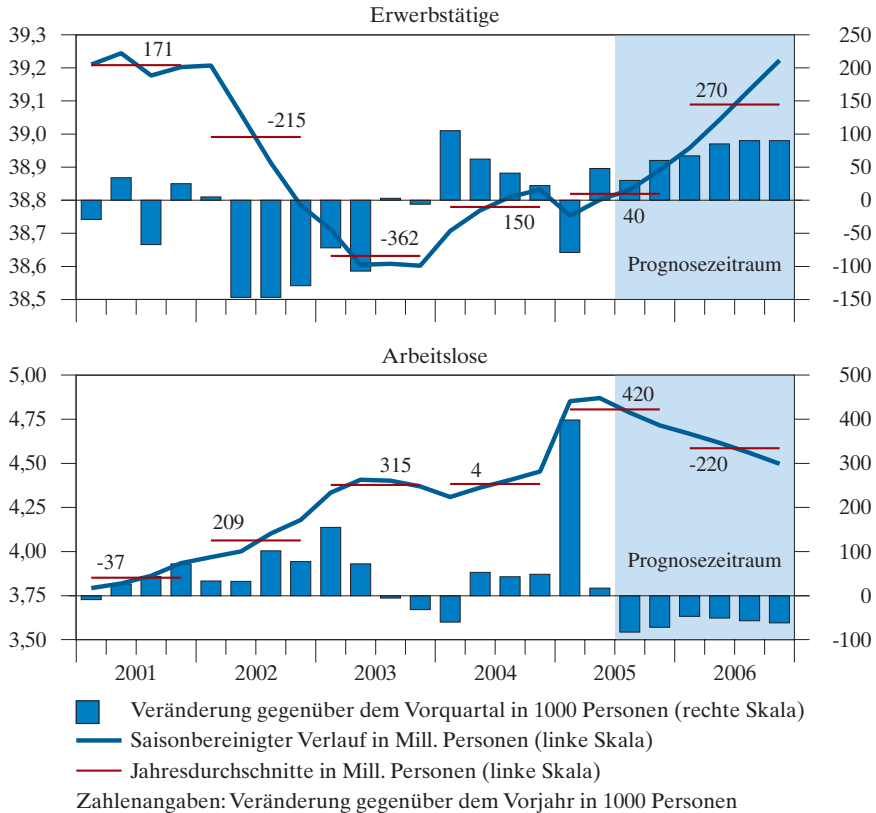 Erwerbstätige
39,3 250
39,2 171 200
39,1 270 150
39,0 -215 100
38,9 50
38,8 0
38,7 150 40 -50
38,6 -362 Prognosezeitraum -100
38,5 -150
Arbeitslose
5,00 500
4,75 420 400
4,50 315 4 -220 300
4,25 209 200
4,00 -37 Prognosezeitraum 100
3,75 0
3,50 -100
2001 2002 2003 2004 2005 2006
Veränderung gegenüber dem Vorquartal in 1000 Personen (rechte Skala)
Saisonbereinigter Verlauf in Mill. Personen (linke Skala)
Jahresdurchschnitte in Mill. Personen (linke Skala)
Zahlenangaben: Veränderung gegenüber dem Vorjahr in 1000 Personen